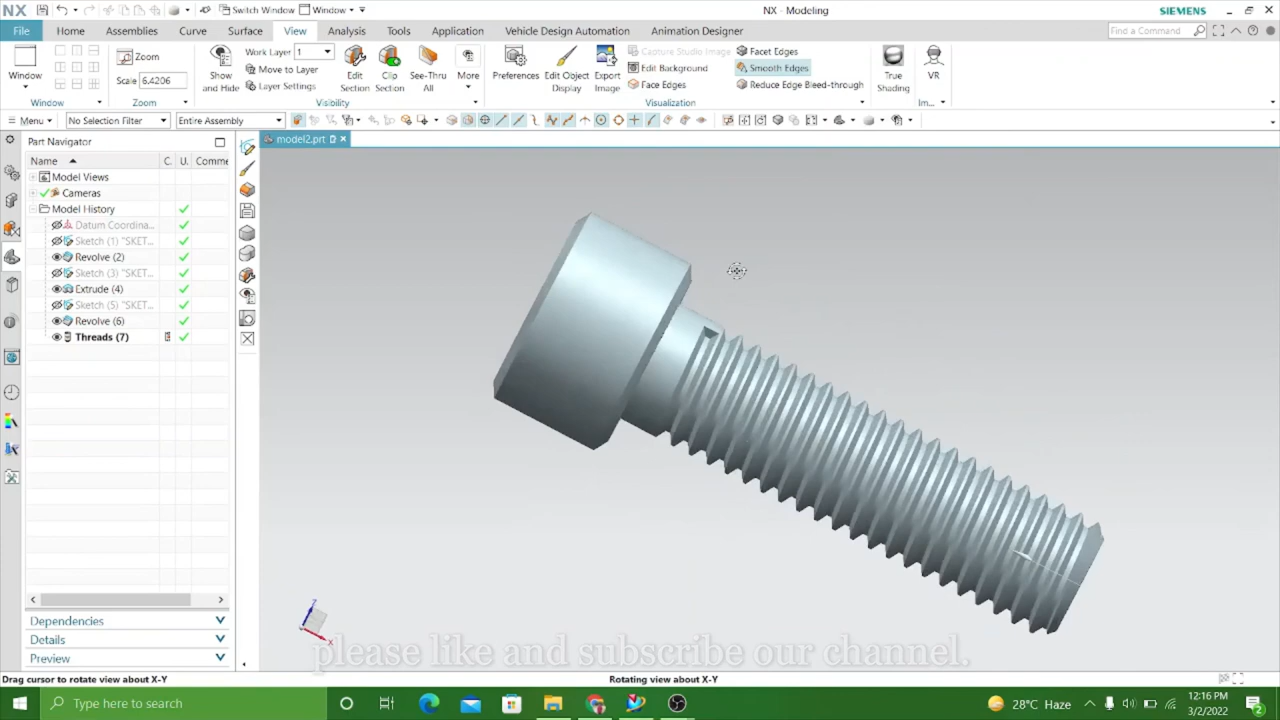 NX
Switch Window
Window
NX - Modeling
SIEMENS
File
Home
Assemblies
Curve
Surface
View
Analysis
Tools
Application
Vehicle Design Automation
Animation Designer
Find a Command
Window
Zoom
Scale 6,4206
Show and Hide
Work Layer 1
Move to Layer
Layer Settings
Edit Section
Clip Section
See-Thru All
More
Preferences
Edit Object Display
Export Image
Capture Studio Image
Edit Background
Face Edges
Facet Edges
Smooth Edges
Reduce Edge Bleed-through
True Shading
VR
Window
Zoom
Visibility
Visualization
Im...
Menu
No Selection Filter
Entire Assembly
Part Navigator
model2.prt
Name
C.
U.
Comme
Model Views
Cameras
Model History
Datum Coordina...
Sketch (1) "SKET...
Revolve (2)
Sketch (3) "SKET...
Extrude (4)
Sketch (5) "SKET...
Revolve (6)
Threads (7)
Dependencies
Details
Preview
Z
X
please like and subscribe our channel.
Drag cursor to rotate view about X-Y
Rotating view about X-Y
Type here to search
28°C Haze
12:16 PM
3/2/2022
2